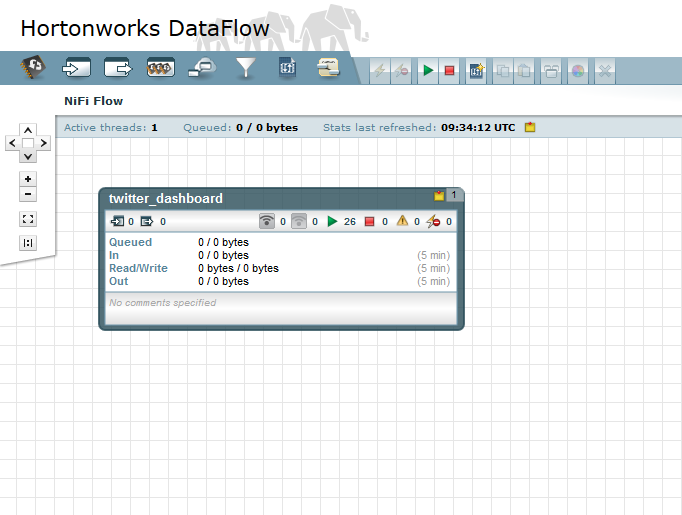 Hortonworks DataFlow
NiFi Flow
Active threads: 1 Queued: 0 / 0 bytes Stats last refreshed: 09:34:12 UTC
twitter_dashboard 1
0 0 0 0 26 0 0 0
Queued 0 / 0 bytes
In 0 / 0 bytes (5 min)
Read/Write 0 bytes / 0 bytes (5 min)
Out 0 / 0 bytes (5 min)
No comments specified